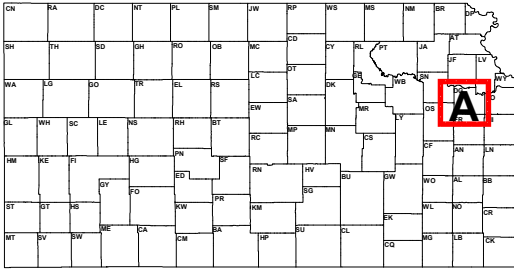 CN RA DC NT PL SM JW RP WS MS NM BR DP
CD AT
SH TH SD GH RO OB MC CY RL PT JA
JF LV
OT GE SN WY
WA LG GO TR EL RS LC DK WB DG
SA
EW MR OS A
GL WH SC LE NS RH BT LY FR
RC MP MN CS
CF AN LN
HM KE FI HG PN SF RN HV
ED BU GW WO AL BB
GY FO SG
PR
ST GT HS KW KM WL NO CR
EK
MT SV SW ME CA CM BA HP SU CL CQ MG LB CK